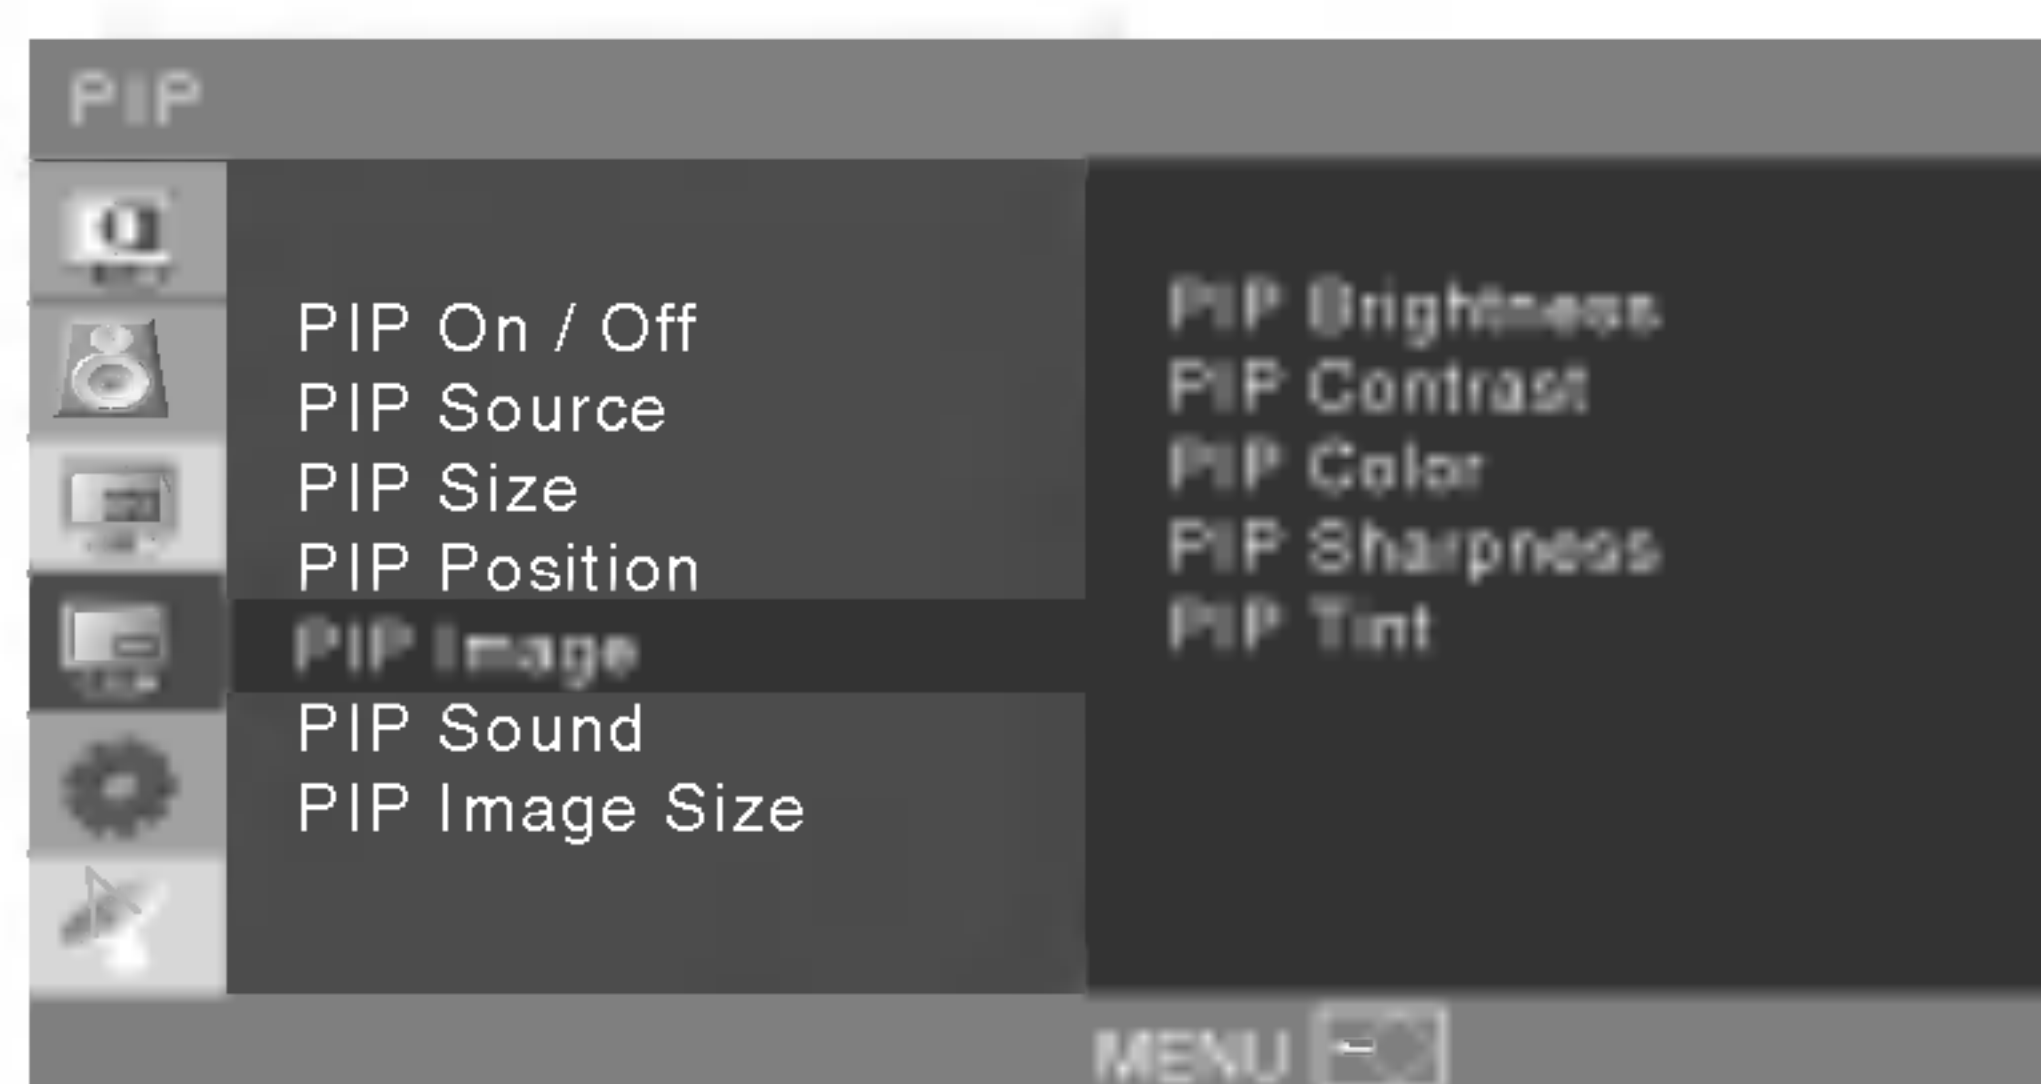 PIP
PIP On / Off
PIP Source
PIP Size
PIP Position
PIP Image
PIP Sound
PIP Image Size
PIP Brightness
PIP Contrast
PIP Color
PIP Sharpness
PIP Tint
MENU